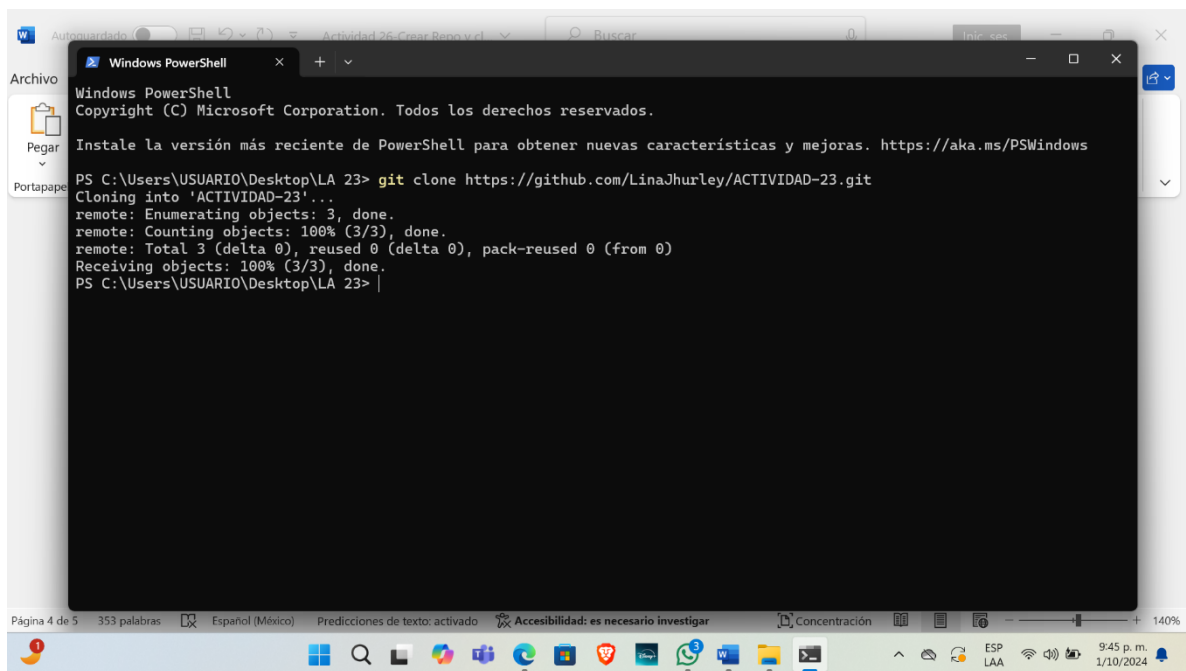 Autoguardado
Actividad 26-Crear Repo y cl
Buscar
Inic. ses
Archivo
Pegar
Portapape
Windows PowerShell
Windows PowerShell
Copyright (C) Microsoft Corporation. Todos los derechos reservados.
Instale la versión más reciente de PowerShell para obtener nuevas características y mejoras. https://aka.ms/PSWindows
PS C:\Users\USUARIO\Desktop\LA 23> git clone https://github.com/LinaJhurley/ACTIVIDAD-23.git
Cloning into 'ACTIVIDAD-23'...
remote: Enumerating objects: 3, done.
remote: Counting objects: 100% (3/3), done.
remote: Total 3 (delta 0), reused 0 (delta 0), pack-reused 0 (from 0)
Receiving objects: 100% (3/3), done.
PS C:\Users\USUARIO\Desktop\LA 23>
Página 4 de 5 353 palabras Español (México) Predicciones de texto: activado Accesibilidad: es necesario investigar Concentración 140%
1
3
ESP
LAA
9:45 p. m.
1/10/2024